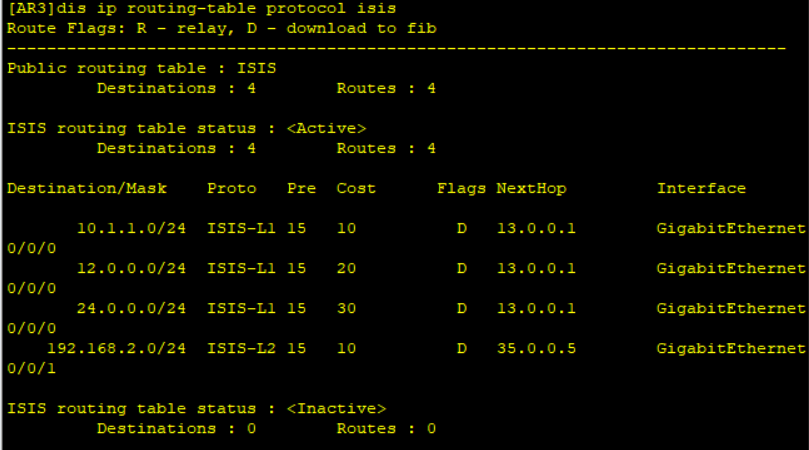 [AR3]dis ip routing-table protocol isis
Route Flags: R - relay, D - download to fib
------------------------------------------------------------------------------
Public routing table : ISIS
         Destinations : 4        Routes : 4

ISIS routing table status : <Active>
         Destinations : 4        Routes : 4

Destination/Mask    Proto   Pre  Cost      Flags NextHop         Interface

       10.1.1.0/24  ISIS-L1 15   10          D   13.0.0.1        GigabitEthernet
0/0/0
       12.0.0.0/24  ISIS-L1 15   20          D   13.0.0.1        GigabitEthernet
0/0/0
       24.0.0.0/24  ISIS-L1 15   30          D   13.0.0.1        GigabitEthernet
0/0/0
    192.168.2.0/24  ISIS-L2 15   10          D   35.0.0.5        GigabitEthernet
0/0/1

ISIS routing table status : <Inactive>
         Destinations : 0        Routes : 0